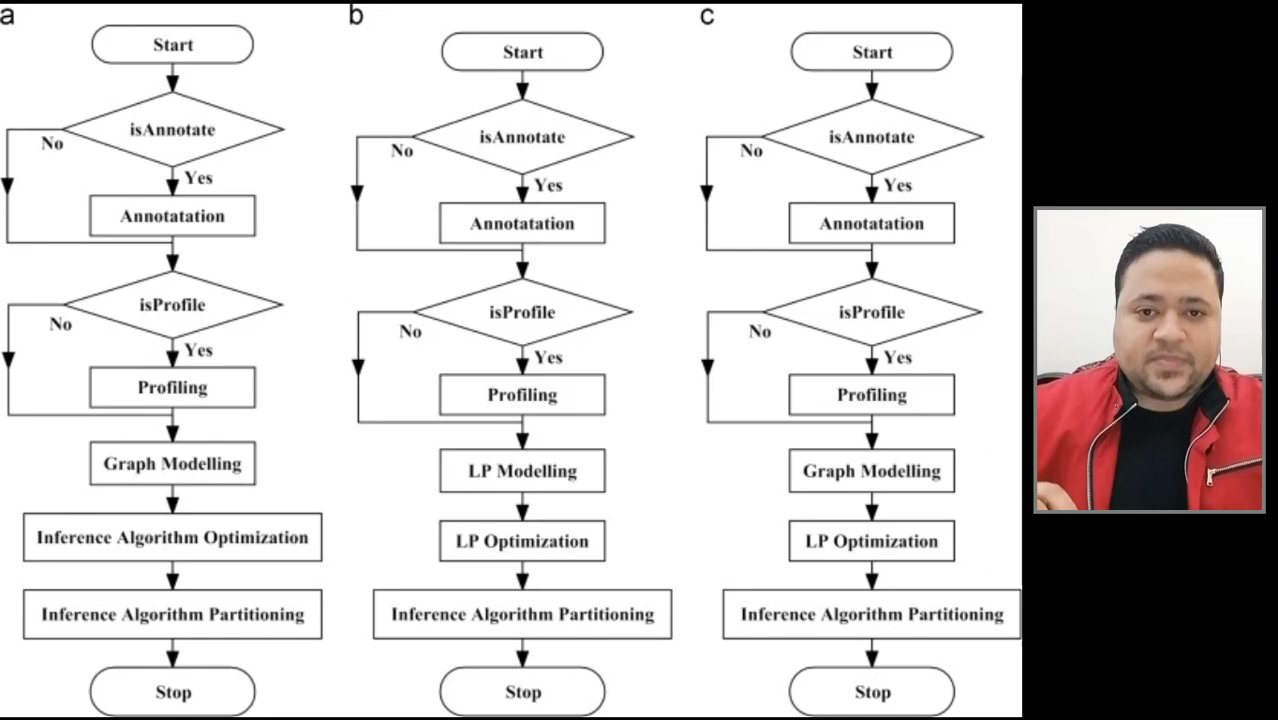 a
Start
isAnnotate
No
Yes
Annotatation
isProfile
No
Yes
Profiling
Graph Modelling
Inference Algorithm Optimization
Inference Algorithm Partitioning
Stop
b
Start
isAnnotate
No
Yes
Annotatation
isProfile
No
Yes
Profiling
LP Modelling
LP Optimization
Inference Algorithm Partitioning
Stop
c
Start
isAnnotate
No
Yes
Annotatation
isProfile
No
Yes
Profiling
Graph Modelling
LP Optimization
Inference Algorithm Partitioning
Stop